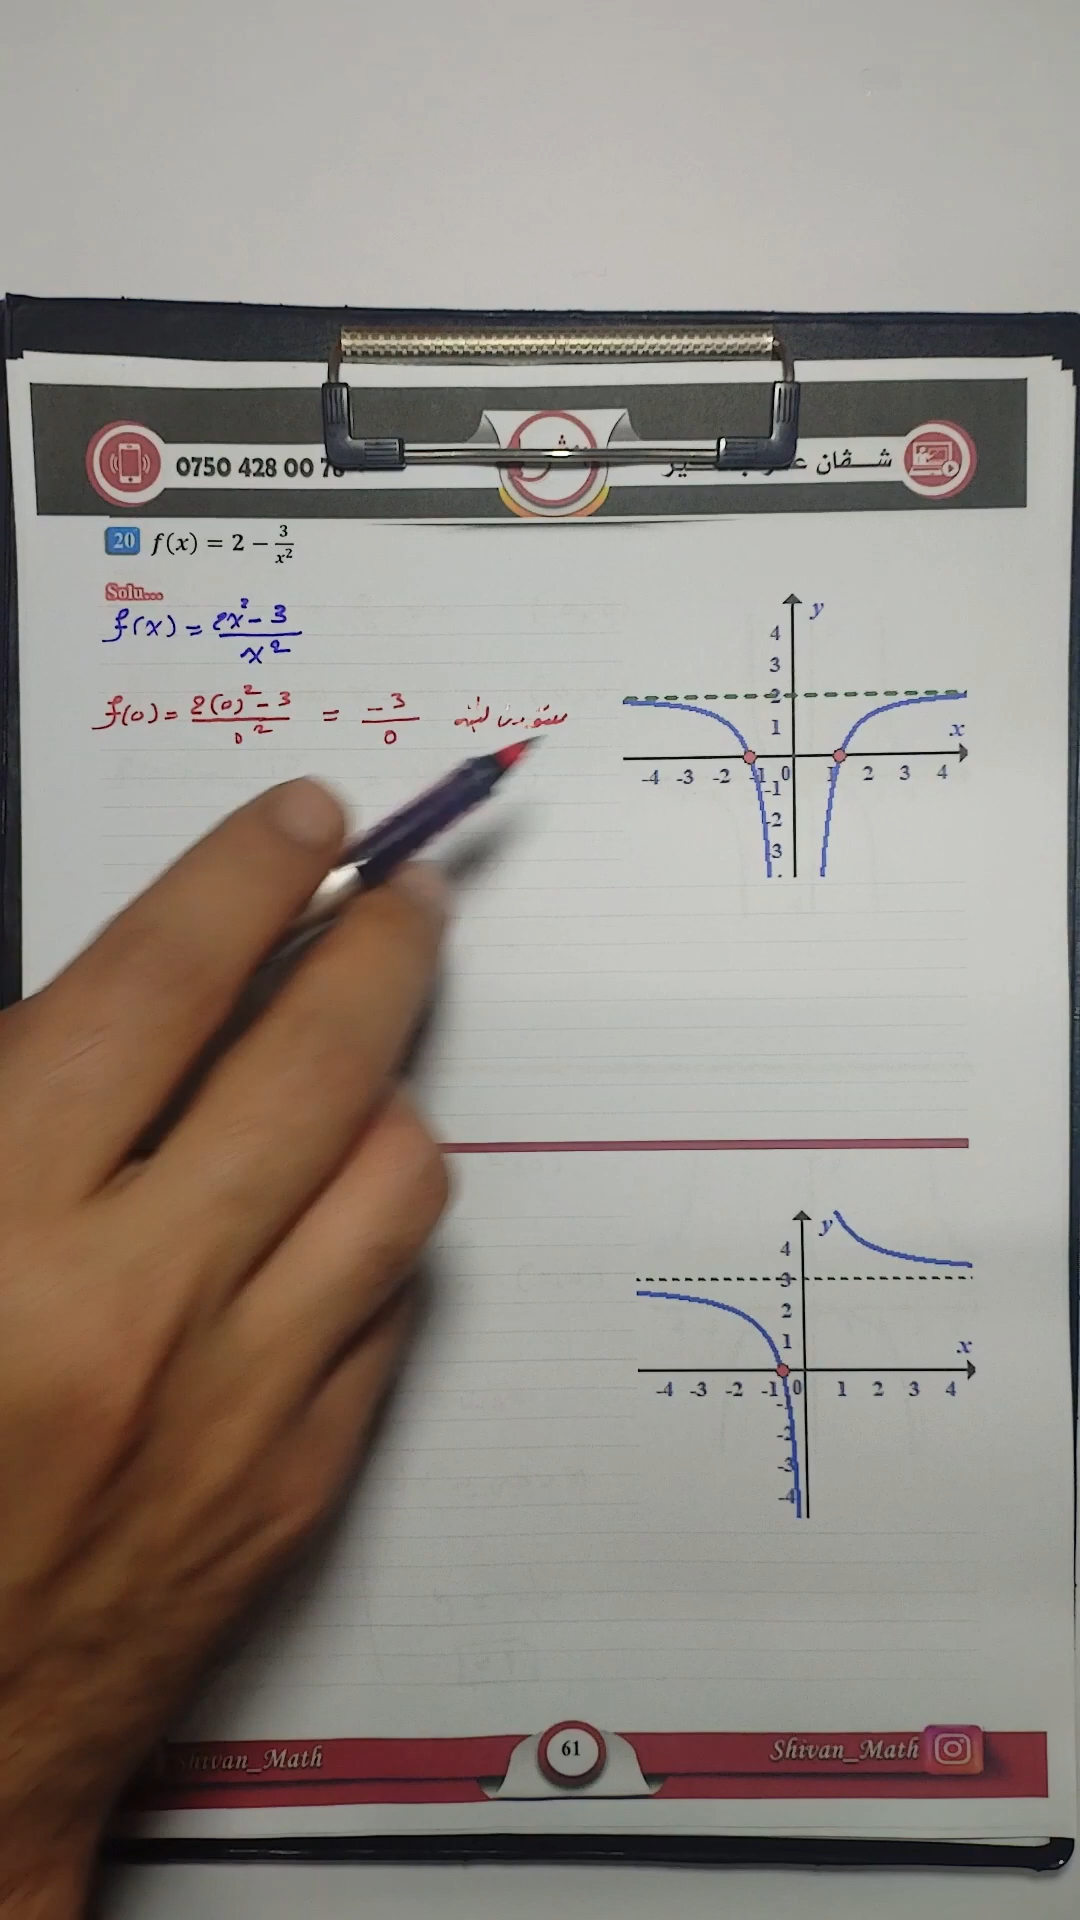 0750 428 00 7
شـــڤان
20 f(x) = 2 − 3/x²
Solu...
f(x) = 2x² - 3 / x²
f(0) = 2(0)² - 3 / 0² = -3 / 0
y
4
3
2
1
x
-4 -3 -2 -1 0 1 2 3 4
-1
-2
-3
y
4
3
2
1
x
-4 -3 -2 -1 0 1 2 3 4
-1
-2
-3
-4
Shivan_Math
61
Shivan_Math